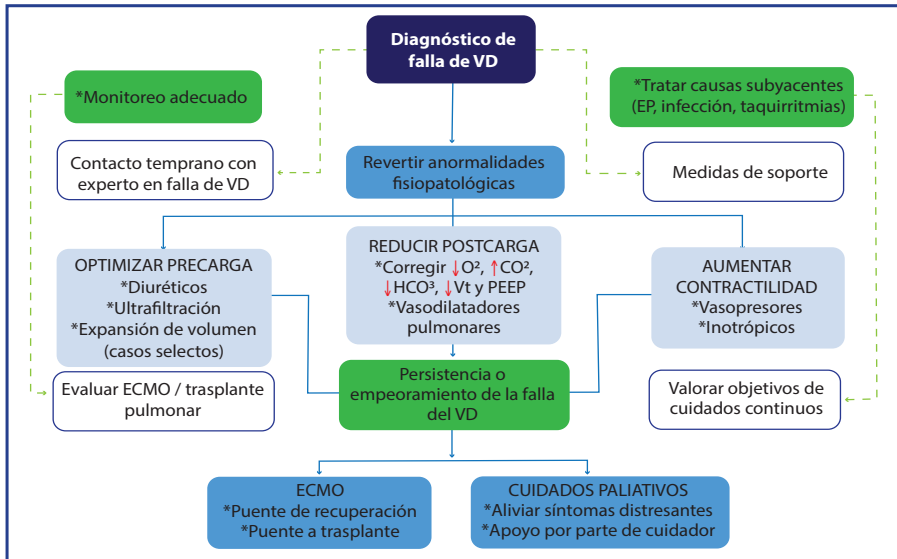 Diagnóstico de
falla de VD
*Monitoreo adecuado
*Tratar causas subyacentes
(EP, infección, taquirritmias)
Contacto temprano con
experto en falla de VD
Revertir anormalidades
fisiopatológicas
Medidas de soporte
OPTIMIZAR PRECARGA
*Diuréticos
*Ultrafiltración
*Expansión de volumen
(casos selectos)
REDUCIR POSTCARGA
*Corregir ↓O², ↑CO²,
↓HCO³, ↓Vt y PEEP
*Vasodilatadores
pulmonares
AUMENTAR
CONTRACTILIDAD
*Vasopresores
*Inotrópicos
Evaluar ECMO / trasplante
pulmonar
Persistencia o
empeoramiento de la falla
del VD
Valorar objetivos de
cuidados continuos
ECMO
*Puente de recuperación
*Puente a trasplante
CUIDADOS PALIATIVOS
*Aliviar síntomas distresantes
*Apoyo por parte de cuidador